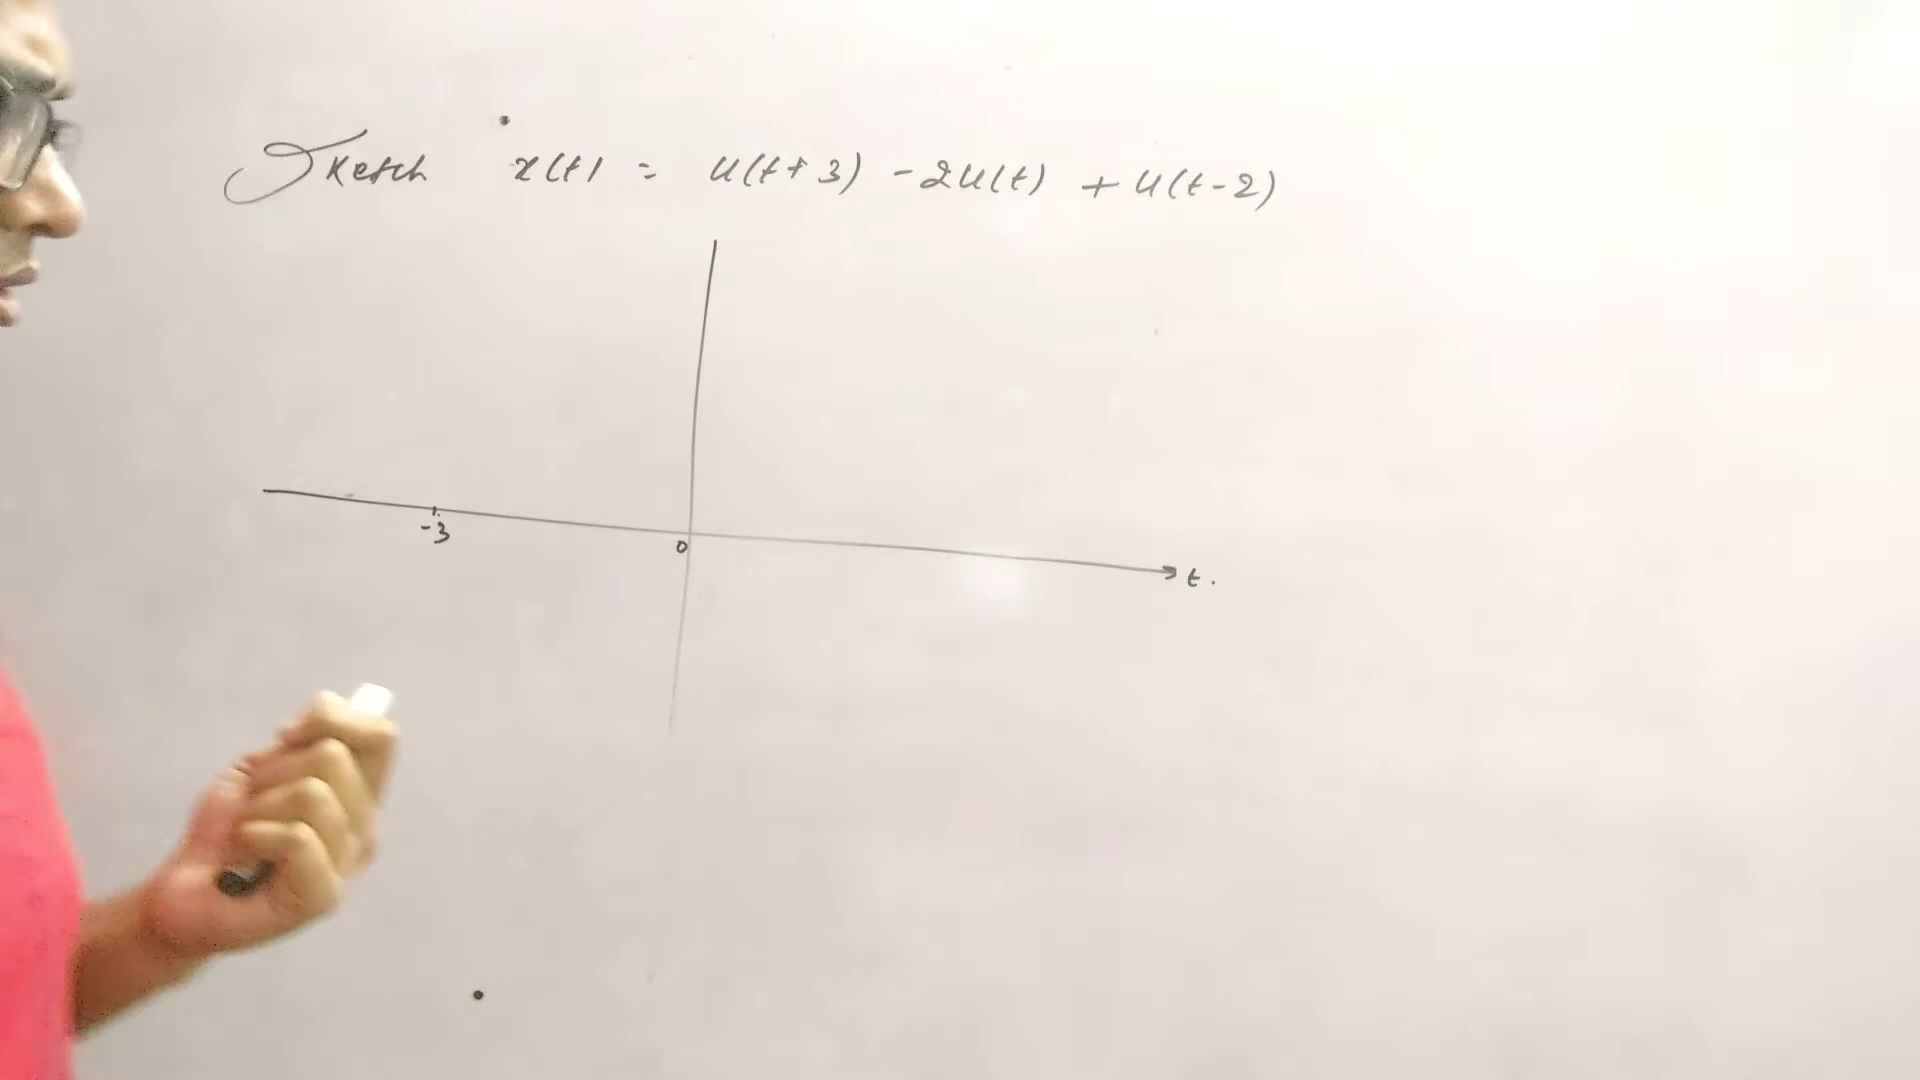 Sketch x(t) = u(t+3) -2u(t) + u(t-2)
-3
0
t.